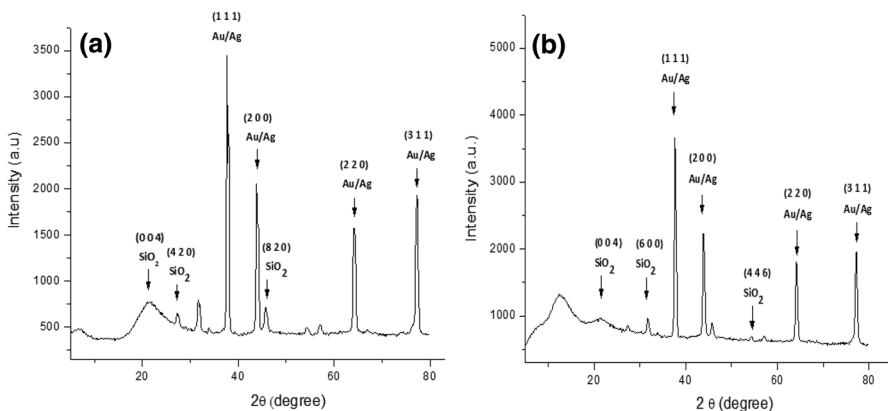 (a)
(1 1 1)
Au/Ag
(2 0 0)
Au/Ag
(3 1 1)
Au/Ag
(2 2 0)
Au/Ag
(0 0 4)
SiO2
(4 2 0)
SiO2
(8 2 0)
SiO2
3500
3000
2500
2000
1500
1000
500
Intensity (a.u)
20 40 60 80
2θ (degree)
(b)
(1 1 1)
Au/Ag
(2 0 0)
Au/Ag
(2 2 0)
Au/Ag
(3 1 1)
Au/Ag
(0 0 4)
SiO2
(6 0 0)
SiO2
(4 4 6)
SiO2
5000
4000
3000
2000
1000
Intensity (a.u.)
20 40 60 80
2 θ (degree)